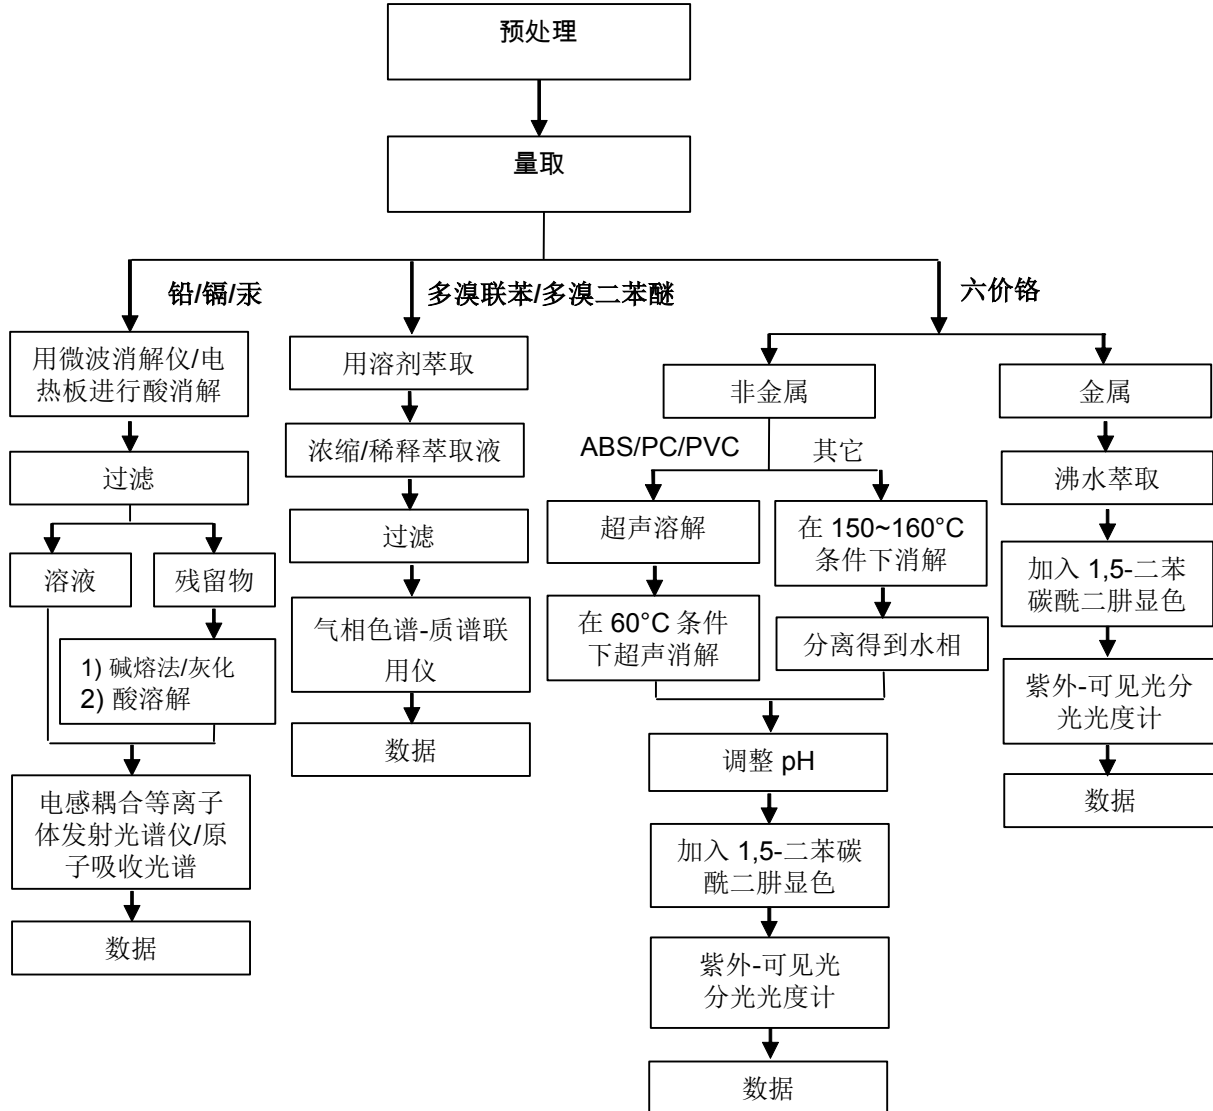 预处理
量取
铅/镉/汞
多溴联苯/多溴二苯醚
六价铬
用微波消解仪/电
热板进行酸消解
过滤
溶液
残留物
1) 碱熔法/灰化
2) 酸溶解
电感耦合等离子
体发射光谱仪/原
子吸收光谱
数据
用溶剂萃取
浓缩/稀释萃取液
过滤
气相色谱-质谱联
用仪
数据
非金属
ABS/PC/PVC
其它
超声溶解
在 60°C 条件
下超声消解
在 150~160°C
条件下消解
分离得到水相
调整 pH
加入 1,5-二苯碳
酰二肼显色
紫外-可见光
分光光度计
数据
金属
沸水萃取
加入 1,5-二苯
碳酰二肼显色
紫外-可见光分
光光度计
数据